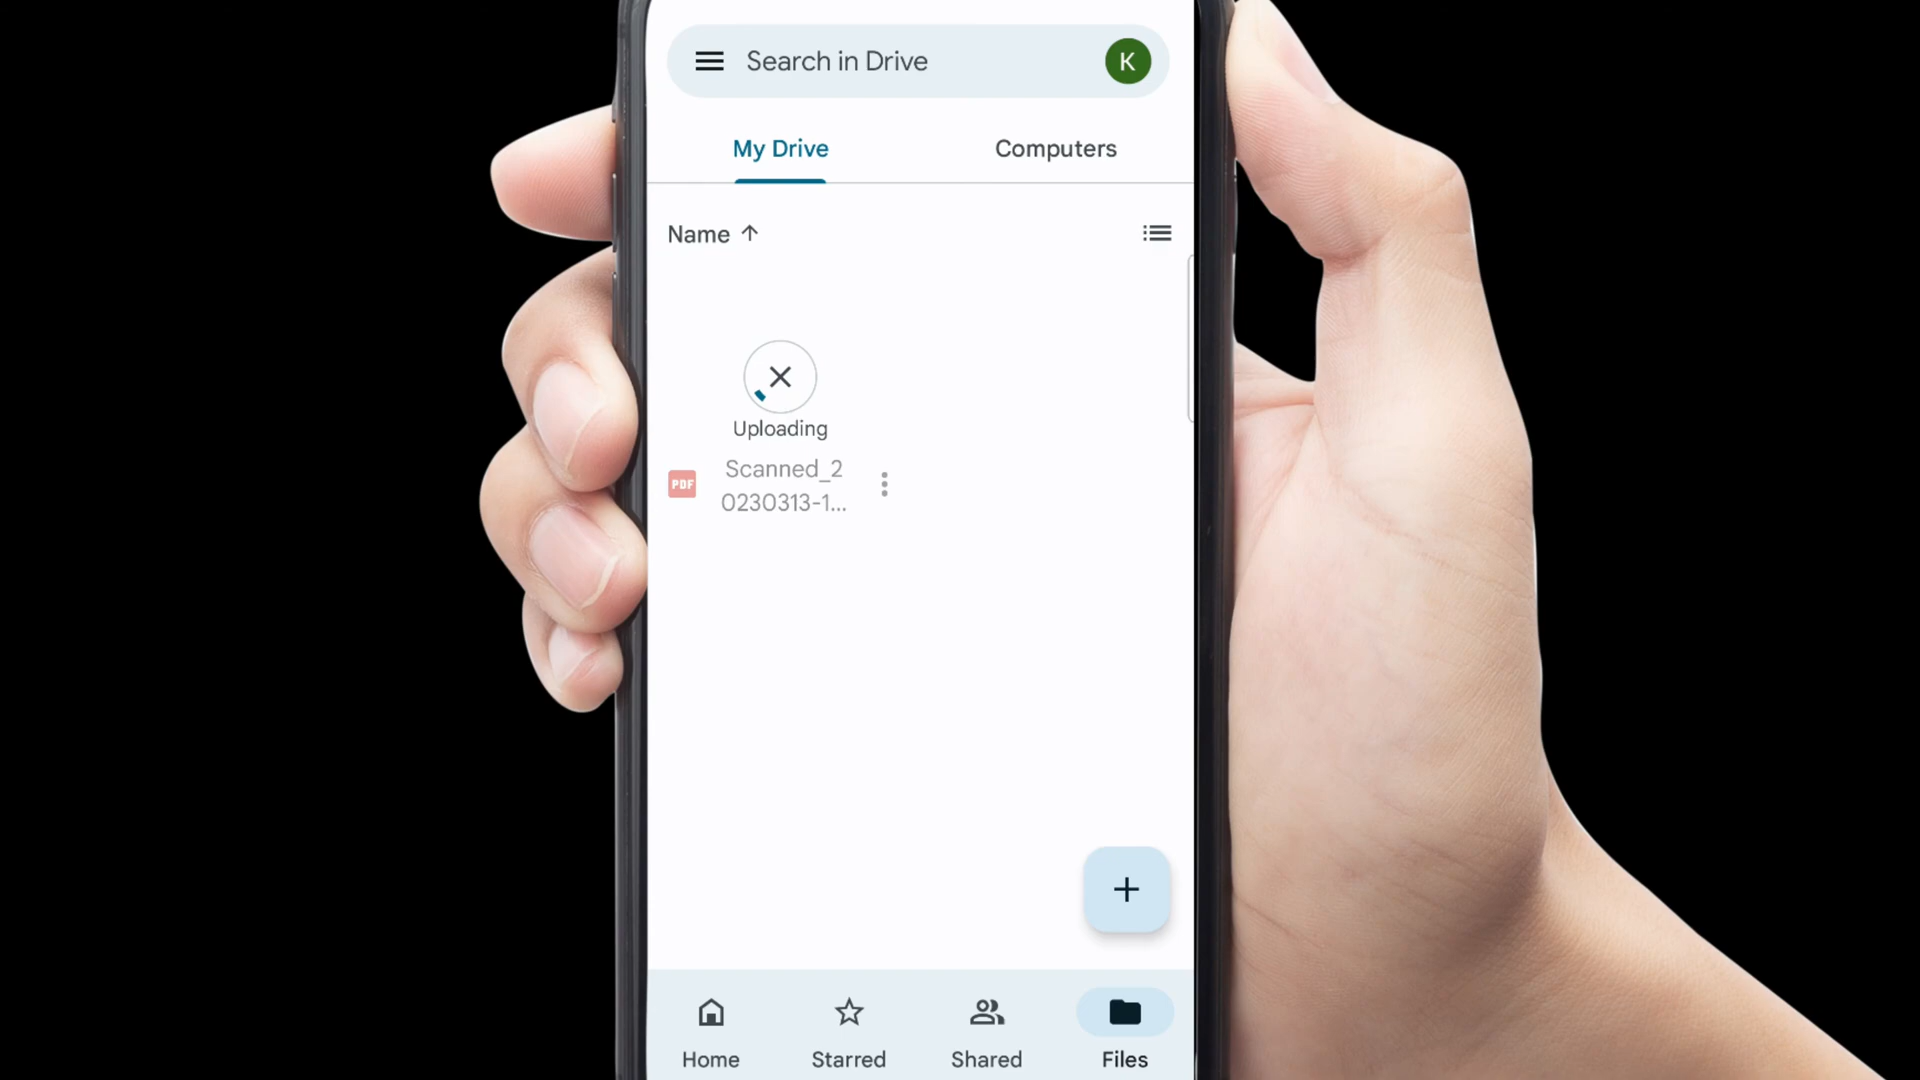 Search in Drive
K
My Drive
Computers
Name
Uploading
PDF
Scanned_2
0230313-1...
Home
Starred
Shared
Files